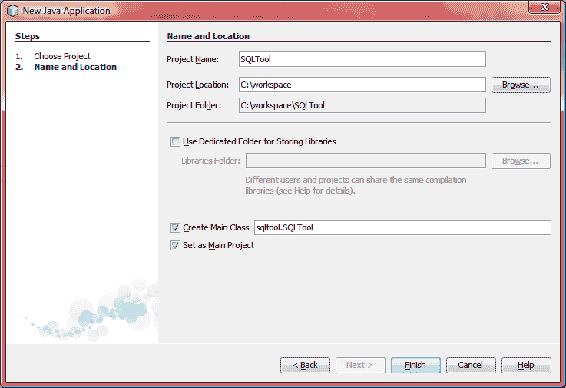 New Java Application
Steps
1. Choose Project
2. Name and Location
Name and Location
Project Name: SQLTool
Project Location: C:\workspace Browse...
Project Folder: C:\workspace\SQLTool
Use Dedicated Folder for Storing Libraries
Libraries Folder: Browse...
Different users and projects can share the same compilation
libraries (see Help for details).
Create Main Class sqltool.SQLTool
Set as Main Project
< Back Next > Finish Cancel Help